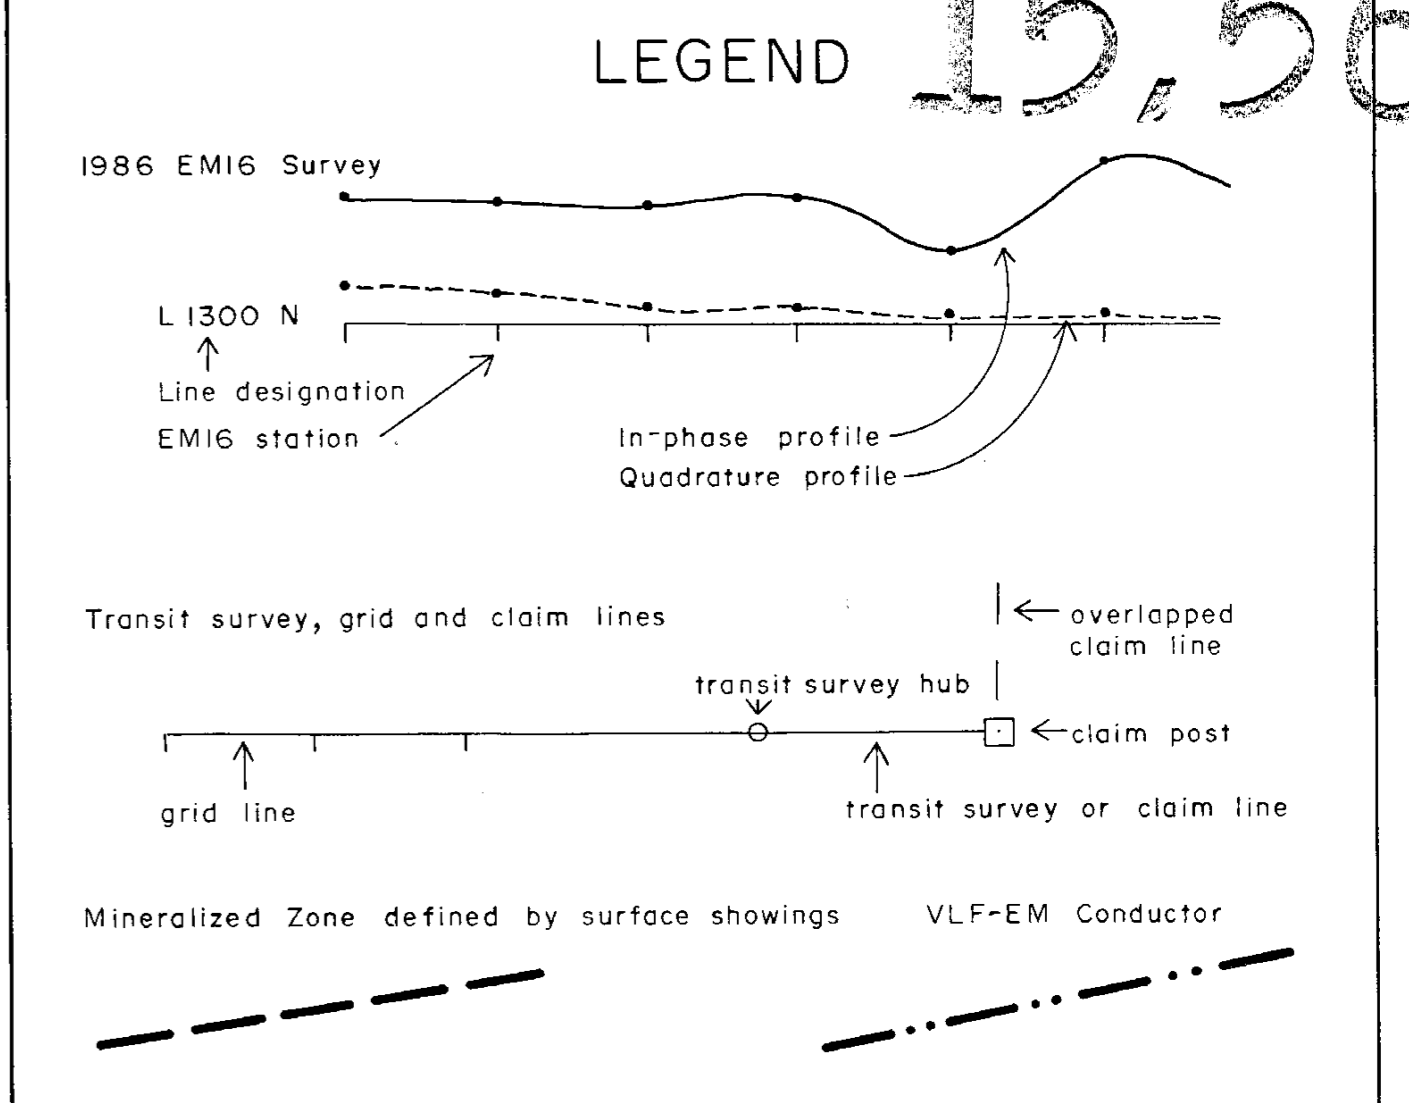 LEGEND
1986 EM16 Survey
L 1300 N
Line designation
EM16 station
In-phase profile
Quadrature profile
Transit survey, grid and claim lines
overlapped
claim line
transit survey hub
claim post
grid line
transit survey or claim line
Mineralized Zone defined by surface showings
VLF-EM Conductor